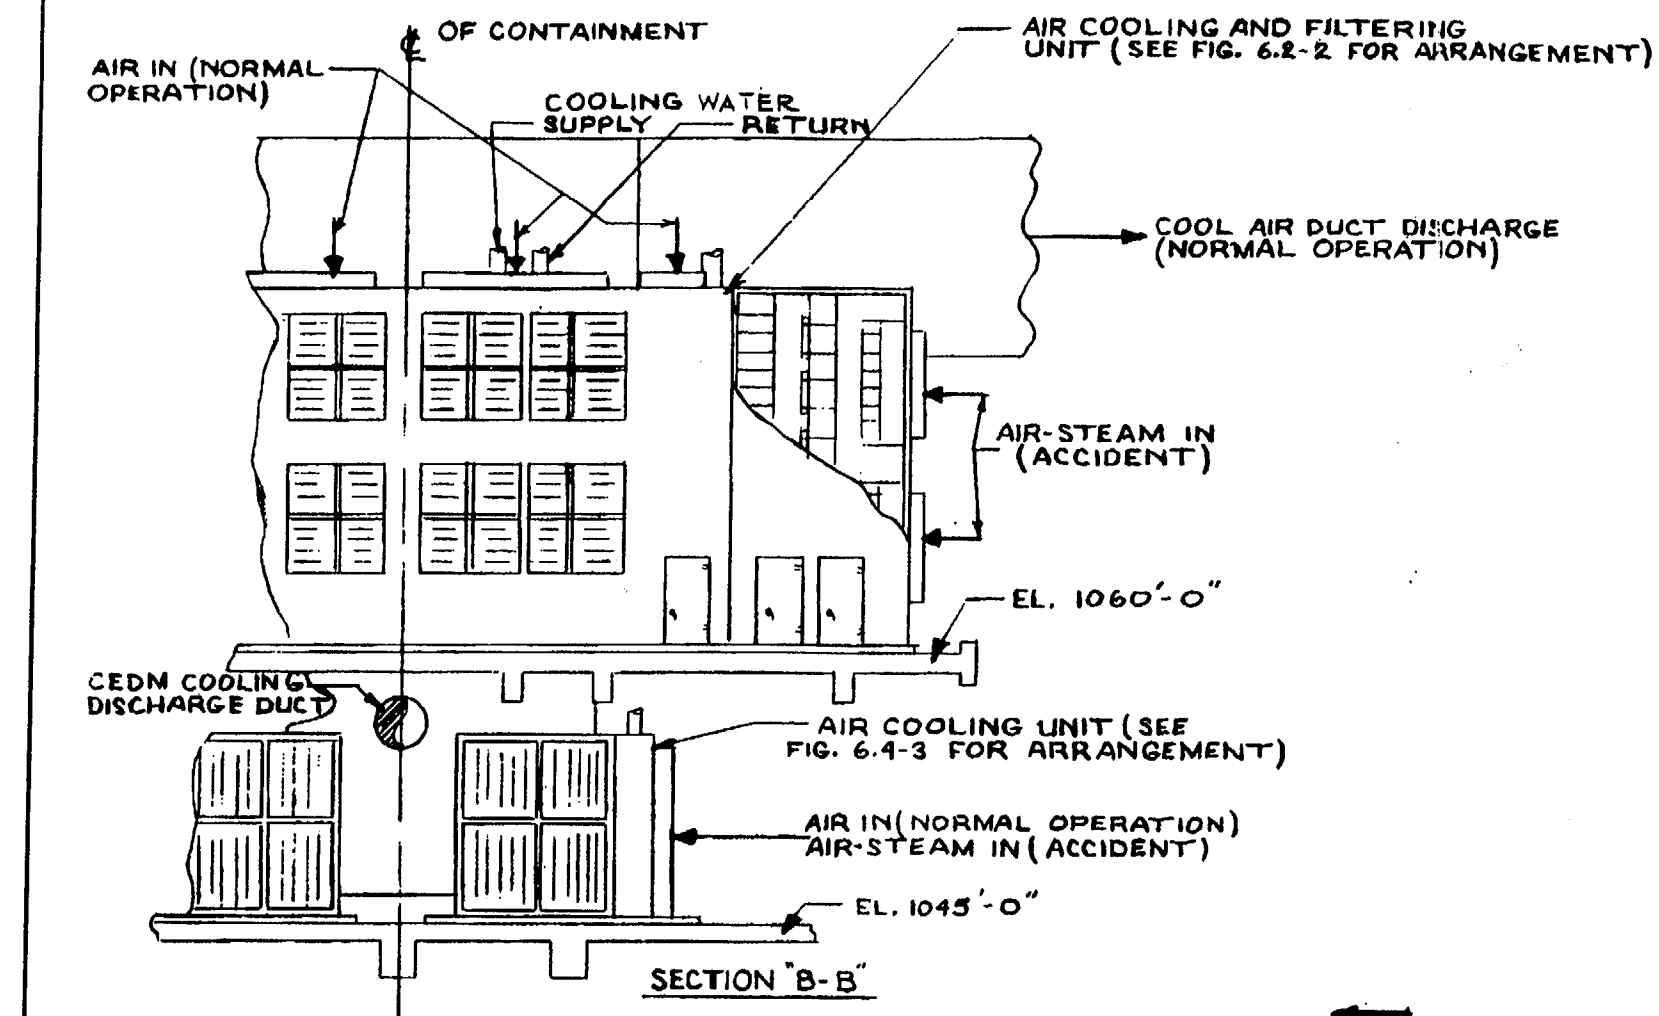 ℄ OF CONTAINMENT
AIR COOLING AND FILTERING
UNIT (SEE FIG. 6.2-2 FOR ARRANGEMENT)
AIR IN (NORMAL
OPERATION)
COOLING WATER
SUPPLY RETURN
COOL AIR DUCT DISCHARGE
(NORMAL OPERATION)
AIR-STEAM IN
(ACCIDENT)
EL. 1060'-0"
CEDM COOLING
DISCHARGE DUCT
AIR COOLING UNIT (SEE
FIG. 6.4-3 FOR ARRANGEMENT)
AIR IN (NORMAL OPERATION)
AIR-STEAM IN (ACCIDENT)
EL. 1045'-0"
SECTION "B-B"